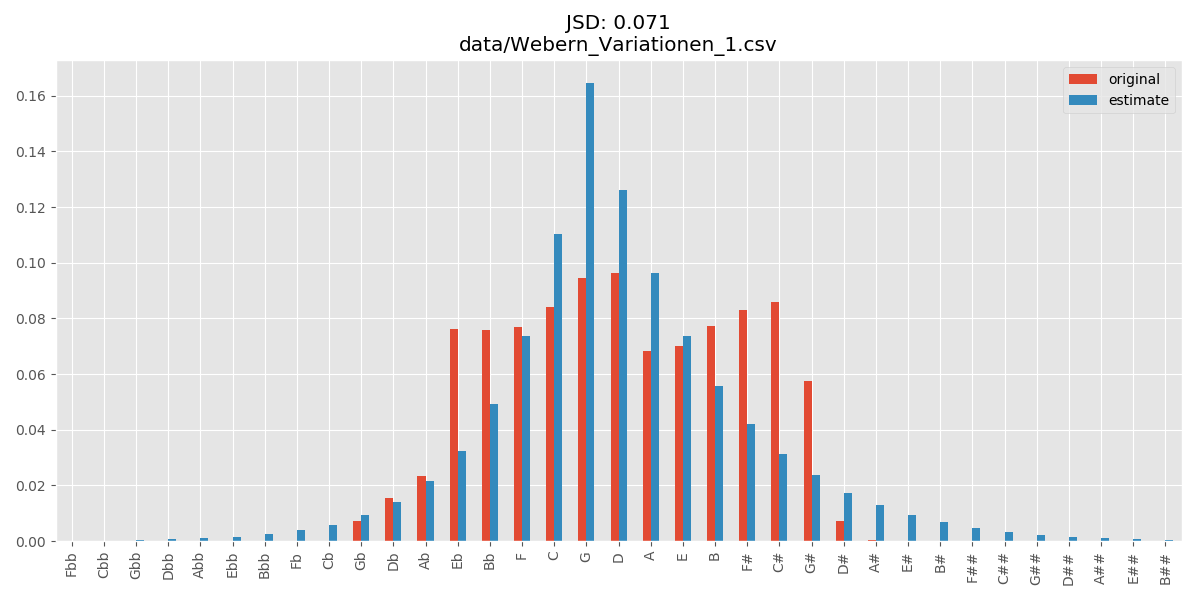 JSD: 0.071
data/Webern_Variationen_1.csv
original
estimate
0.16
0.14
0.12
0.10
0.08
0.06
0.04
0.02
0.00
Fbb
Cbb
Gbb
Dbb
Abb
Ebb
Bbb
Fb
Cb
Gb
Db
Ab
Eb
Bb
F
C
G
D
A
E
B
F#
C#
G#
D#
A#
E#
B#
F##
C##
G##
D##
A##
E##
B##